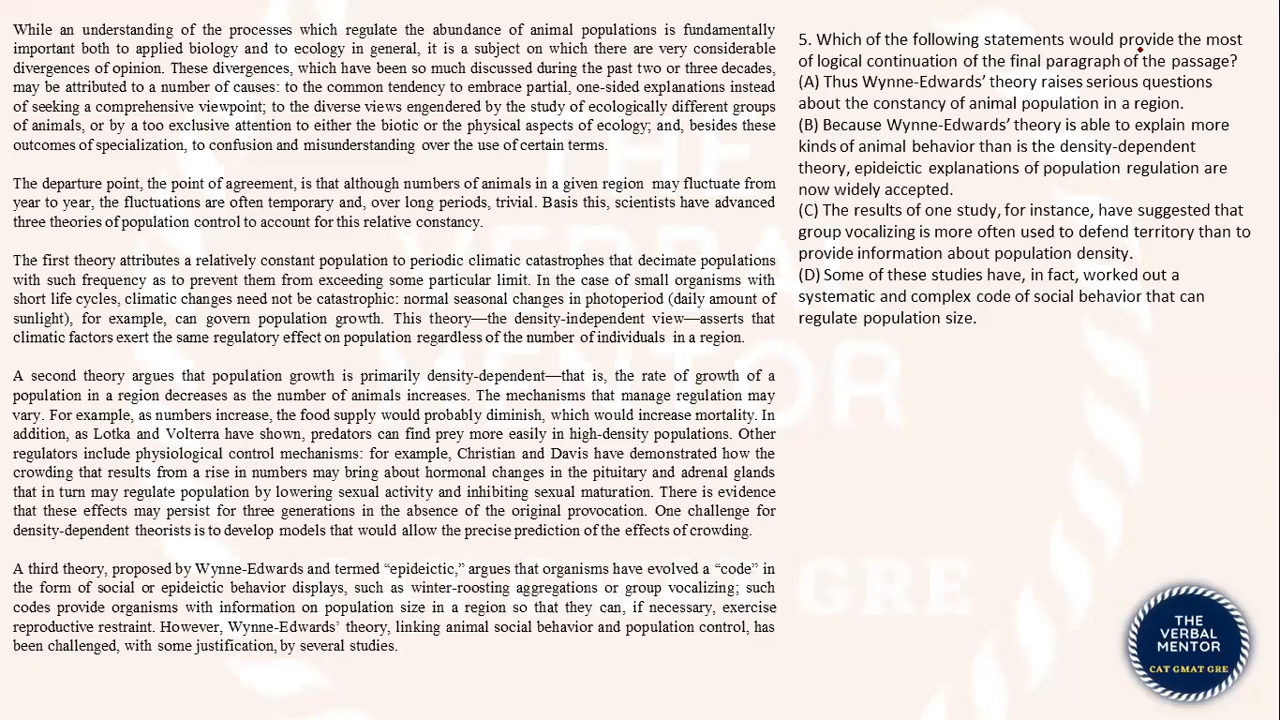 While an understanding of the processes which regulate the abundance of animal populations is fundamentally
important both to applied biology and to ecology in general, it is a subject on which there are very considerable
divergences of opinion. These divergences, which have been so much discussed during the past two or three decades,
may be attributed to a number of causes: to the common tendency to embrace partial, one-sided explanations instead
of seeking a comprehensive viewpoint; to the diverse views engendered by the study of ecologically different groups
of animals, or by a too exclusive attention to either the biotic or the physical aspects of ecology; and, besides these
outcomes of specialization, to confusion and misunderstanding over the use of certain terms.
The departure point, the point of agreement, is that although numbers of animals in a given region may fluctuate from
year to year, the fluctuations are often temporary and, over long periods, trivial. Basis this, scientists have advanced
three theories of population control to account for this relative constancy.
The first theory attributes a relatively constant population to periodic climatic catastrophes that decimate populations
with such frequency as to prevent them from exceeding some particular limit. In the case of small organisms with
short life cycles, climatic changes need not be catastrophic: normal seasonal changes in photoperiod (daily amount of
sunlight), for example, can govern population growth. This theory—the density-independent view—asserts that
climatic factors exert the same regulatory effect on population regardless of the number of individuals in a region.
A second theory argues that population growth is primarily density-dependent—that is, the rate of growth of a
population in a region decreases as the number of animals increases. The mechanisms that manage regulation may
vary. For example, as numbers increase, the food supply would probably diminish, which would increase mortality. In
addition, as Lotka and Volterra have shown, predators can find prey more easily in high-density populations. Other
regulators include physiological control mechanisms: for example, Christian and Davis have demonstrated how the
crowding that results from a rise in numbers may bring about hormonal changes in the pituitary and adrenal glands
that in turn may regulate population by lowering sexual activity and inhibiting sexual maturation. There is evidence
that these effects may persist for three generations in the absence of the original provocation. One challenge for
density-dependent theorists is to develop models that would allow the precise prediction of the effects of crowding.
A third theory, proposed by Wynne-Edwards and termed “epideictic,” argues that organisms have evolved a “code” in
the form of social or epideictic behavior displays, such as winter-roosting aggregations or group vocalizing; such
codes provide organisms with information on population size in a region so that they can, if necessary, exercise
reproductive restraint. However, Wynne-Edwards’ theory, linking animal social behavior and population control, has
been challenged, with some justification, by several studies.
5. Which of the following statements would provide the most
of logical continuation of the final paragraph of the passage?
(A) Thus Wynne-Edwards’ theory raises serious questions
about the constancy of animal population in a region.
(B) Because Wynne-Edwards’ theory is able to explain more
kinds of animal behavior than is the density-dependent
theory, epideictic explanations of population regulation are
now widely accepted.
(C) The results of one study, for instance, have suggested that
group vocalizing is more often used to defend territory than to
provide information about population density.
(D) Some of these studies have, in fact, worked out a
systematic and complex code of social behavior that can
regulate population size.
THE
VERBAL
MENTOR
CAT GMAT GRE
THE
VERBAL
MENTOR
CAT GMAT GRE